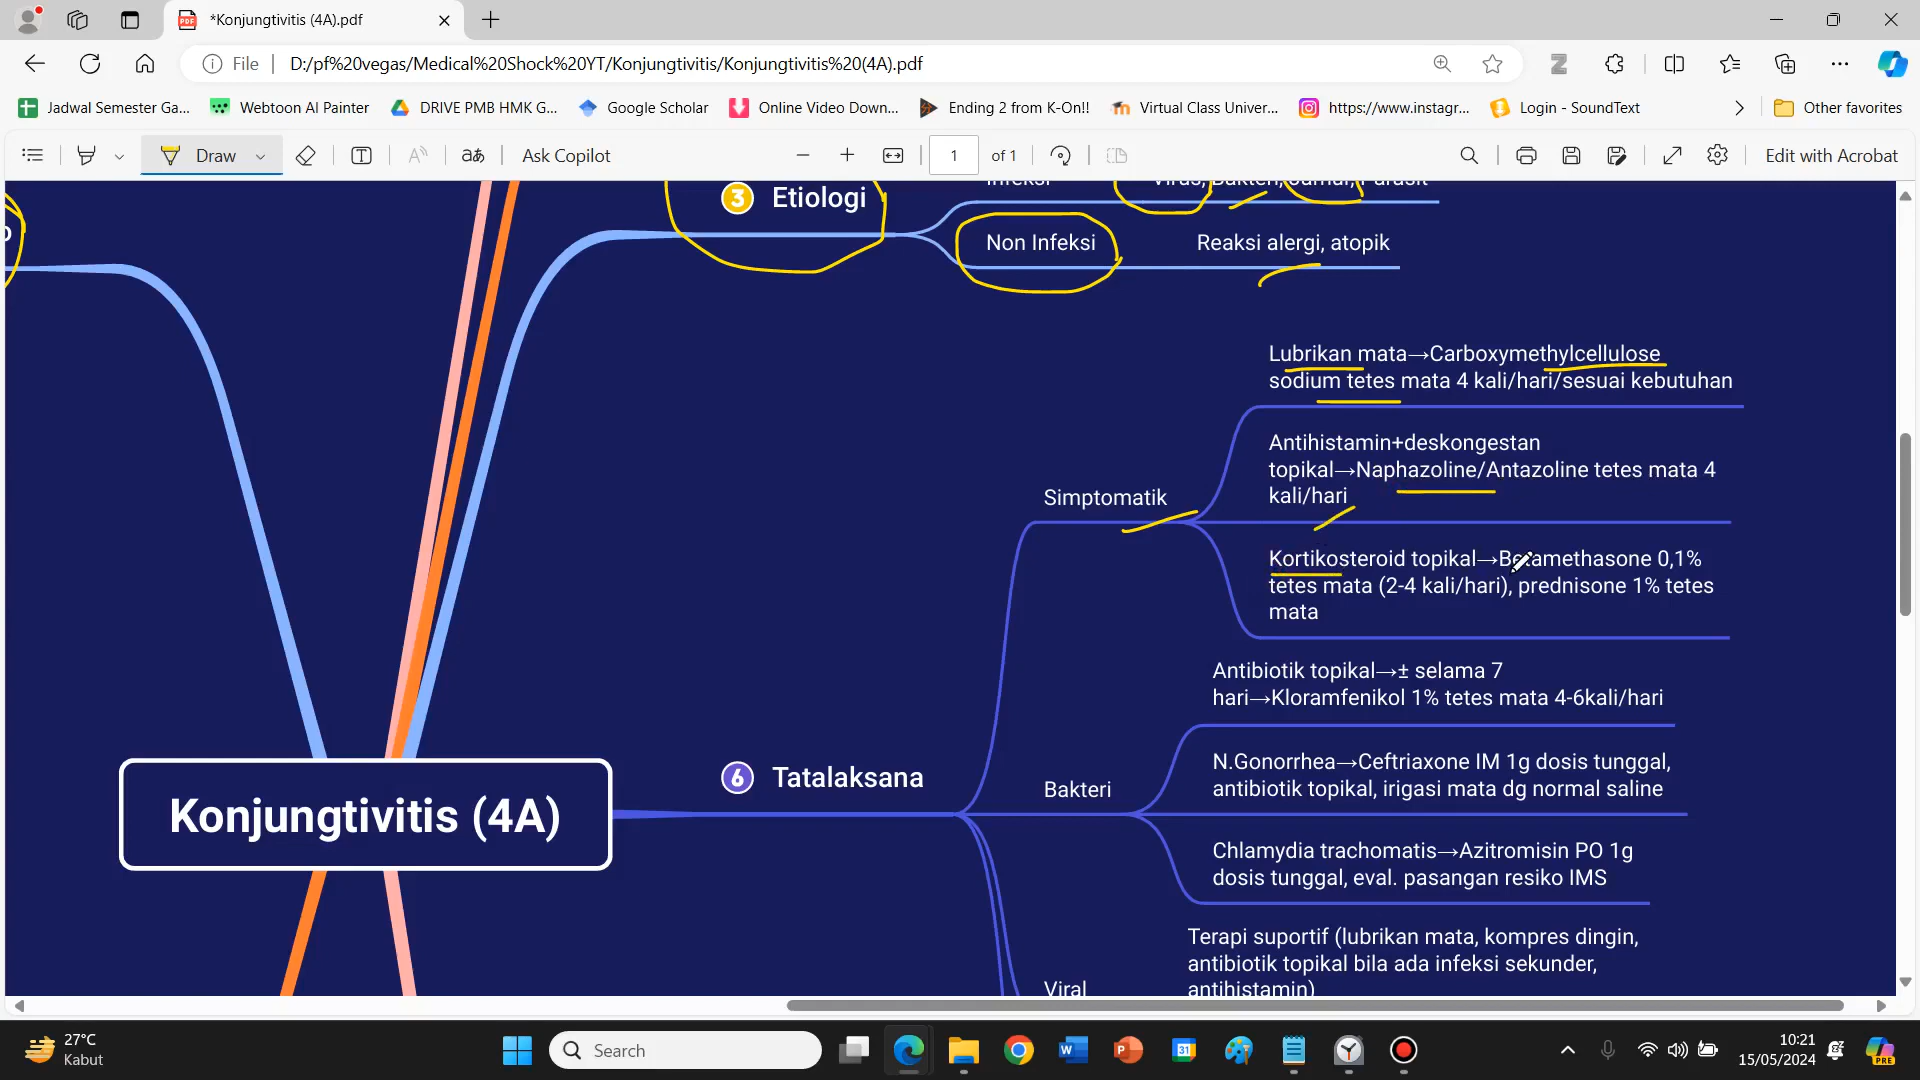 *Konjungtivitis (4A).pdf
File
D:/pf%20vegas/Medical%20Shock%20YT/Konjungtivitis/Konjungtivitis%20(4A).pdf
Jadwal Semester Ga...
Webtoon AI Painter
DRIVE PMB HMK G...
Google Scholar
Online Video Down...
Ending 2 from K-On!!
Virtual Class Univer...
https://www.instagr...
Login - SoundText
Other favorites
Draw
Ask Copilot
1
of 1
Edit with Acrobat
Infeksi
Virus, Bakteri, Jamur, Parasit
3 Etiologi
Non Infeksi
Reaksi alergi, atopik
Lubrikan mata→Carboxymethylcellulose
sodium tetes mata 4 kali/hari/sesuai kebutuhan
Antihistamin+deskongestan
topikal→Naphazoline/Antazoline tetes mata 4
kali/hari
Simptomatik
Kortikosteroid topikal→Betamethasone 0,1%
tetes mata (2-4 kali/hari), prednisone 1% tetes
mata
Antibiotik topikal→± selama 7
hari→Kloramfenikol 1% tetes mata 4-6kali/hari
6 Tatalaksana
Bakteri
N.Gonorrhea→Ceftriaxone IM 1g dosis tunggal,
antibiotik topikal, irigasi mata dg normal saline
Konjungtivitis (4A)
Chlamydia trachomatis→Azitromisin PO 1g
dosis tunggal, eval. pasangan resiko IMS
Terapi suportif (lubrikan mata, kompres dingin,
antibiotik topikal bila ada infeksi sekunder,
antihistamin)
Viral
27°C
Kabut
Search
10:21
15/05/2024